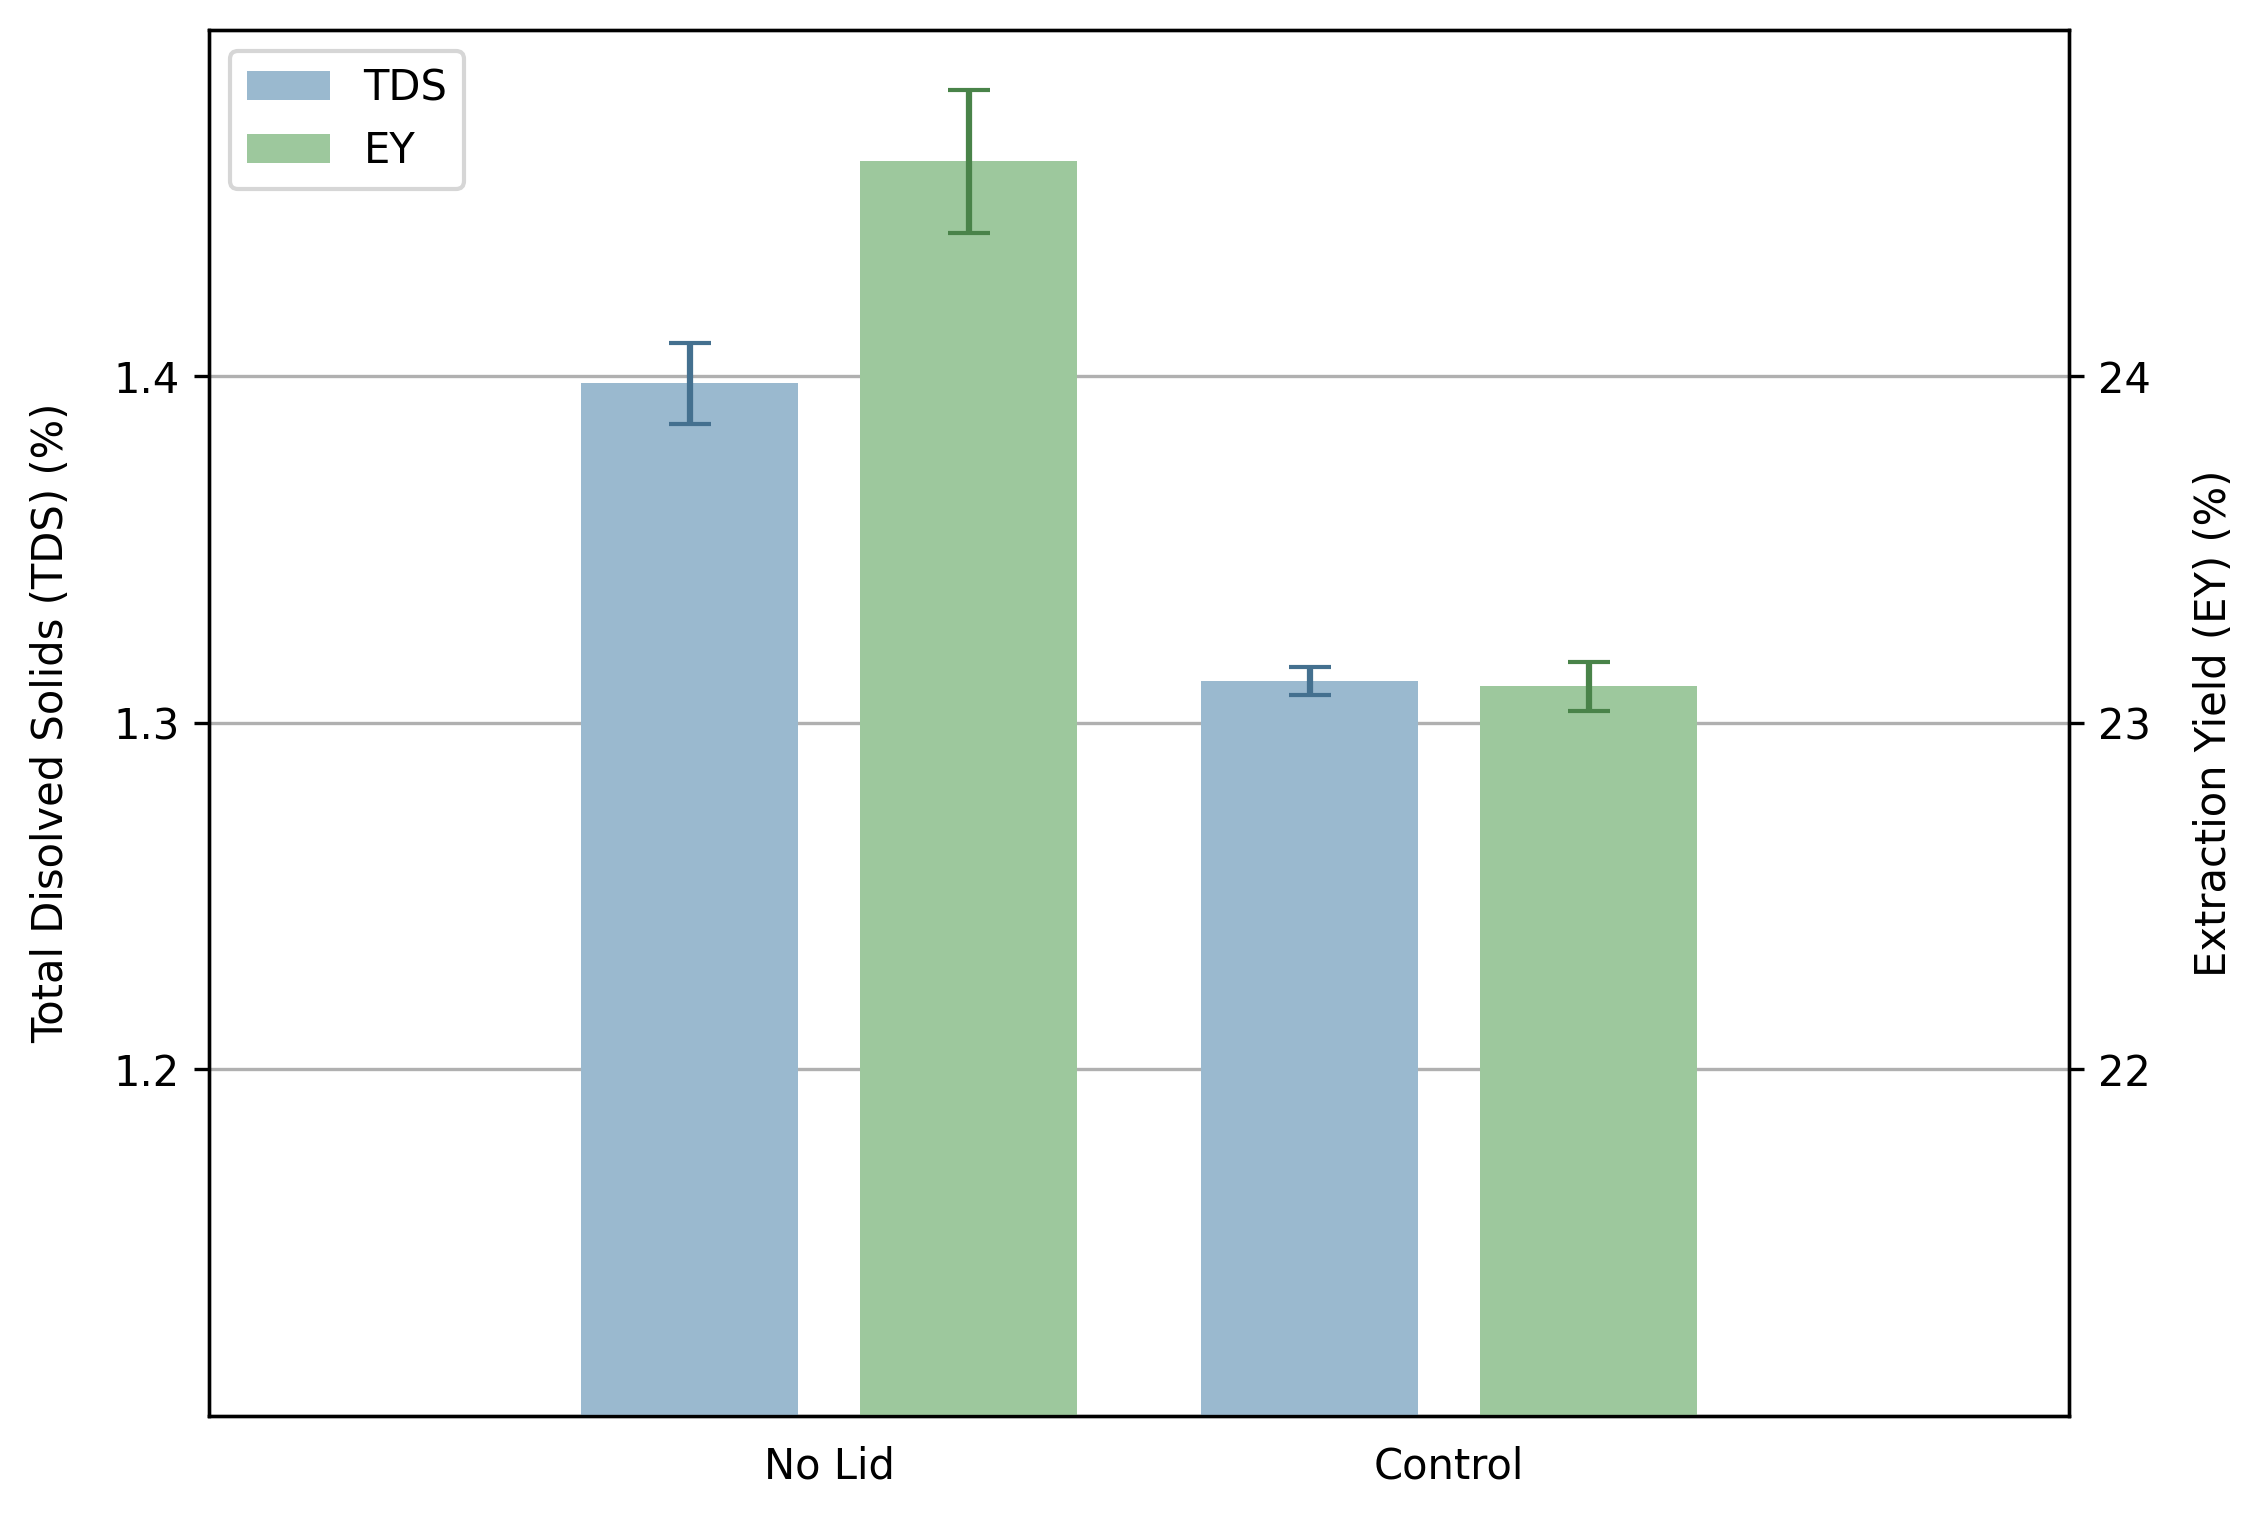 TDS
EY
Total Disolved Solids (TDS) (%)
1.4
1.3
1.2
24
23
22
Extraction Yield (EY) (%)
No Lid
Control